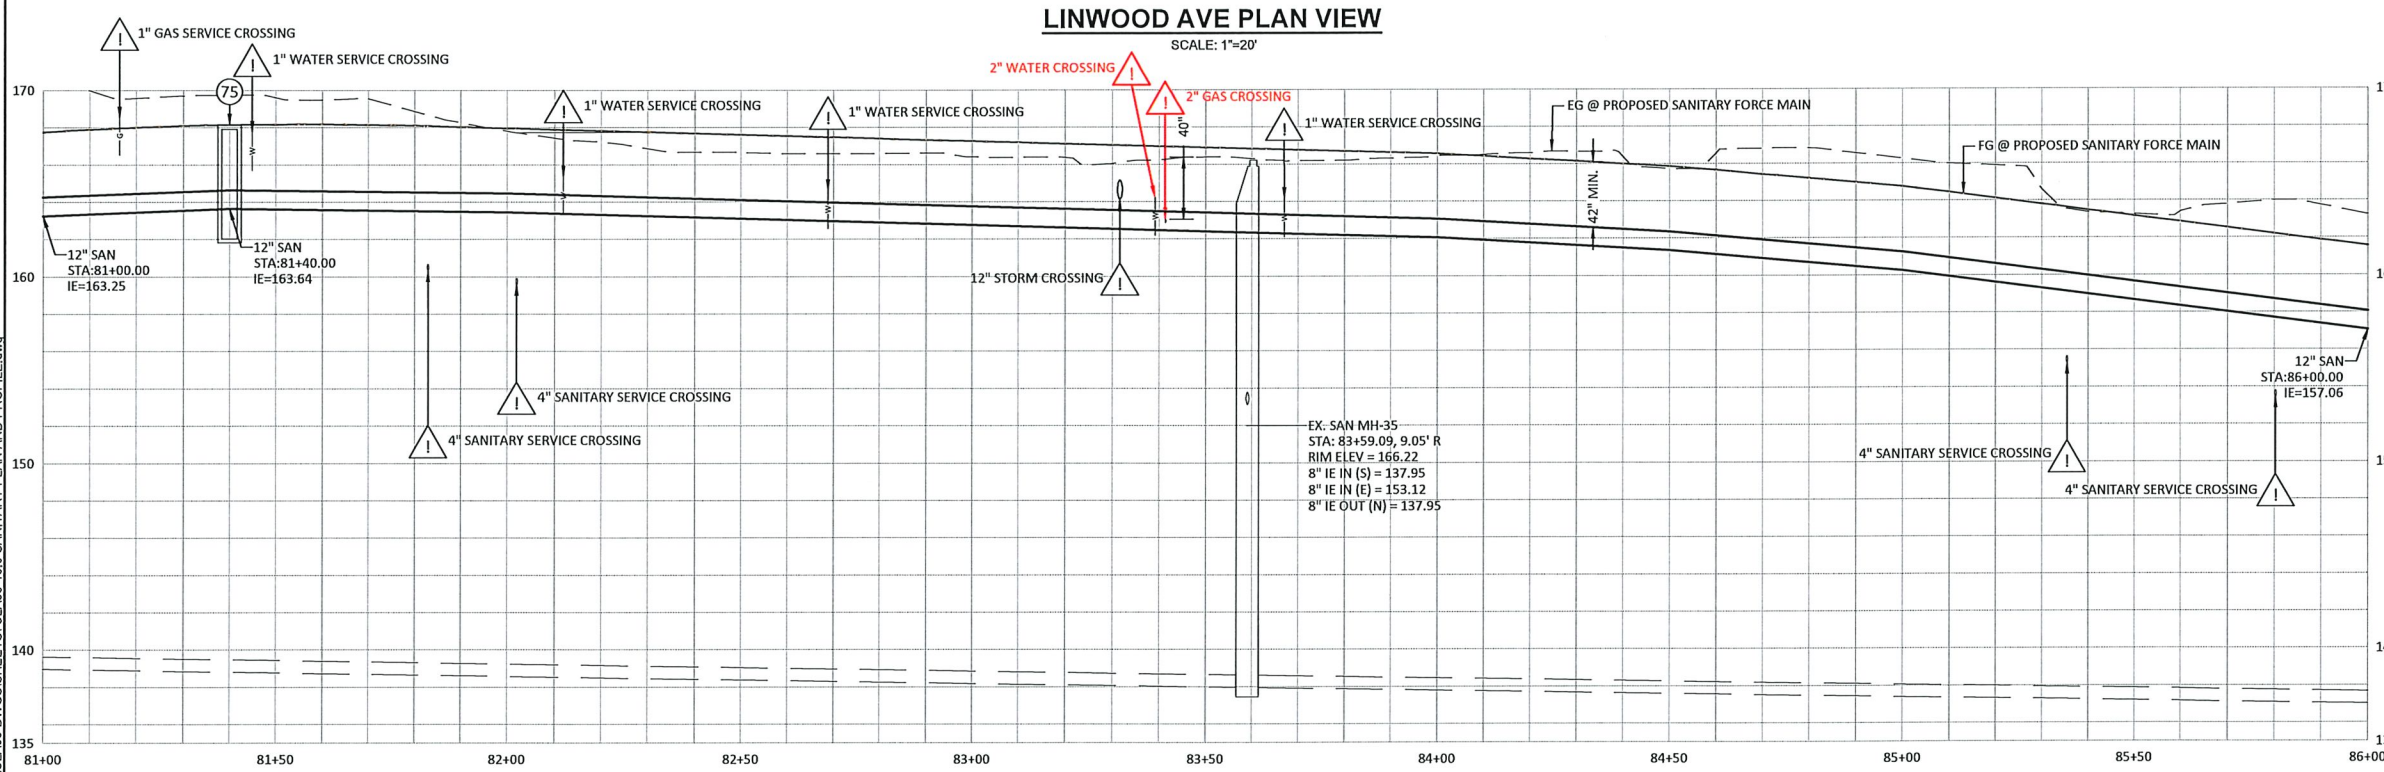 LINWOOD AVE PLAN VIEW
SCALE: 1"=20'
1" GAS SERVICE CROSSING
1" WATER SERVICE CROSSING
2" WATER CROSSING
2" GAS CROSSING
75
1" WATER SERVICE CROSSING
1" WATER SERVICE CROSSING
1" WATER SERVICE CROSSING
EG @ PROPOSED SANITARY FORCE MAIN
FG @ PROPOSED SANITARY FORCE MAIN
40"
42" MIN.
G
W
W
W
W
W
!
!
!
!
!
!
!
!
!
!
!
!
170
160
150
140
135
12" SAN
STA:81+00.00
IE=163.25
12" SAN
STA:81+40.00
IE=163.64
12" STORM CROSSING
4" SANITARY SERVICE CROSSING
4" SANITARY SERVICE CROSSING
EX. SAN MH-35
STA: 83+59.09, 9.05' R
RIM ELEV = 166.22
8" IE IN (S) = 137.95
8" IE IN (E) = 153.12
8" IE OUT (N) = 137.95
12" SAN
STA:86+00.00
IE=157.06
4" SANITARY SERVICE CROSSING
4" SANITARY SERVICE CROSSING
81+00
81+50
82+00
82+50
83+00
83+50
84+00
84+50
85+00
85+50
86+00